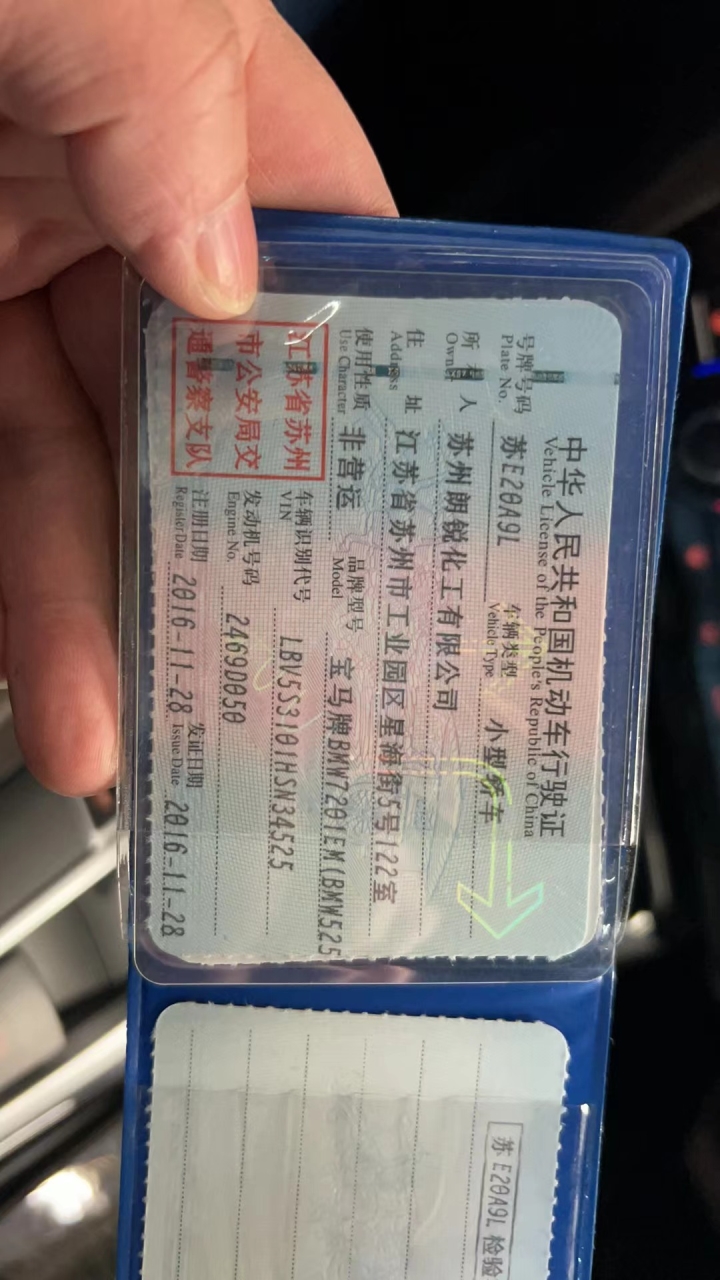 中华人民共和国机动车行驶证
Vehicle License of the People's Republic of China
号牌号码 苏E20A9L 车辆类型 小型轿车
Plate No. Vehicle Type
所有人 苏州朗锐化工有限公司
Owner
住址 江苏省苏州市工业园区星海街5号122室
Address
使用性质 非营运 品牌型号 宝马牌BMW7201EM(BMW525
Use Character Model
江苏省苏州
市公安局交
通警察支队
车辆识别代号 LBV5S3101HSN34525
VIN
发动机号码 2469D050
Engine No.
注册日期 2016-11-28 发证日期 2016-11-28
Register Date Issue Date
苏E20A9L 检验